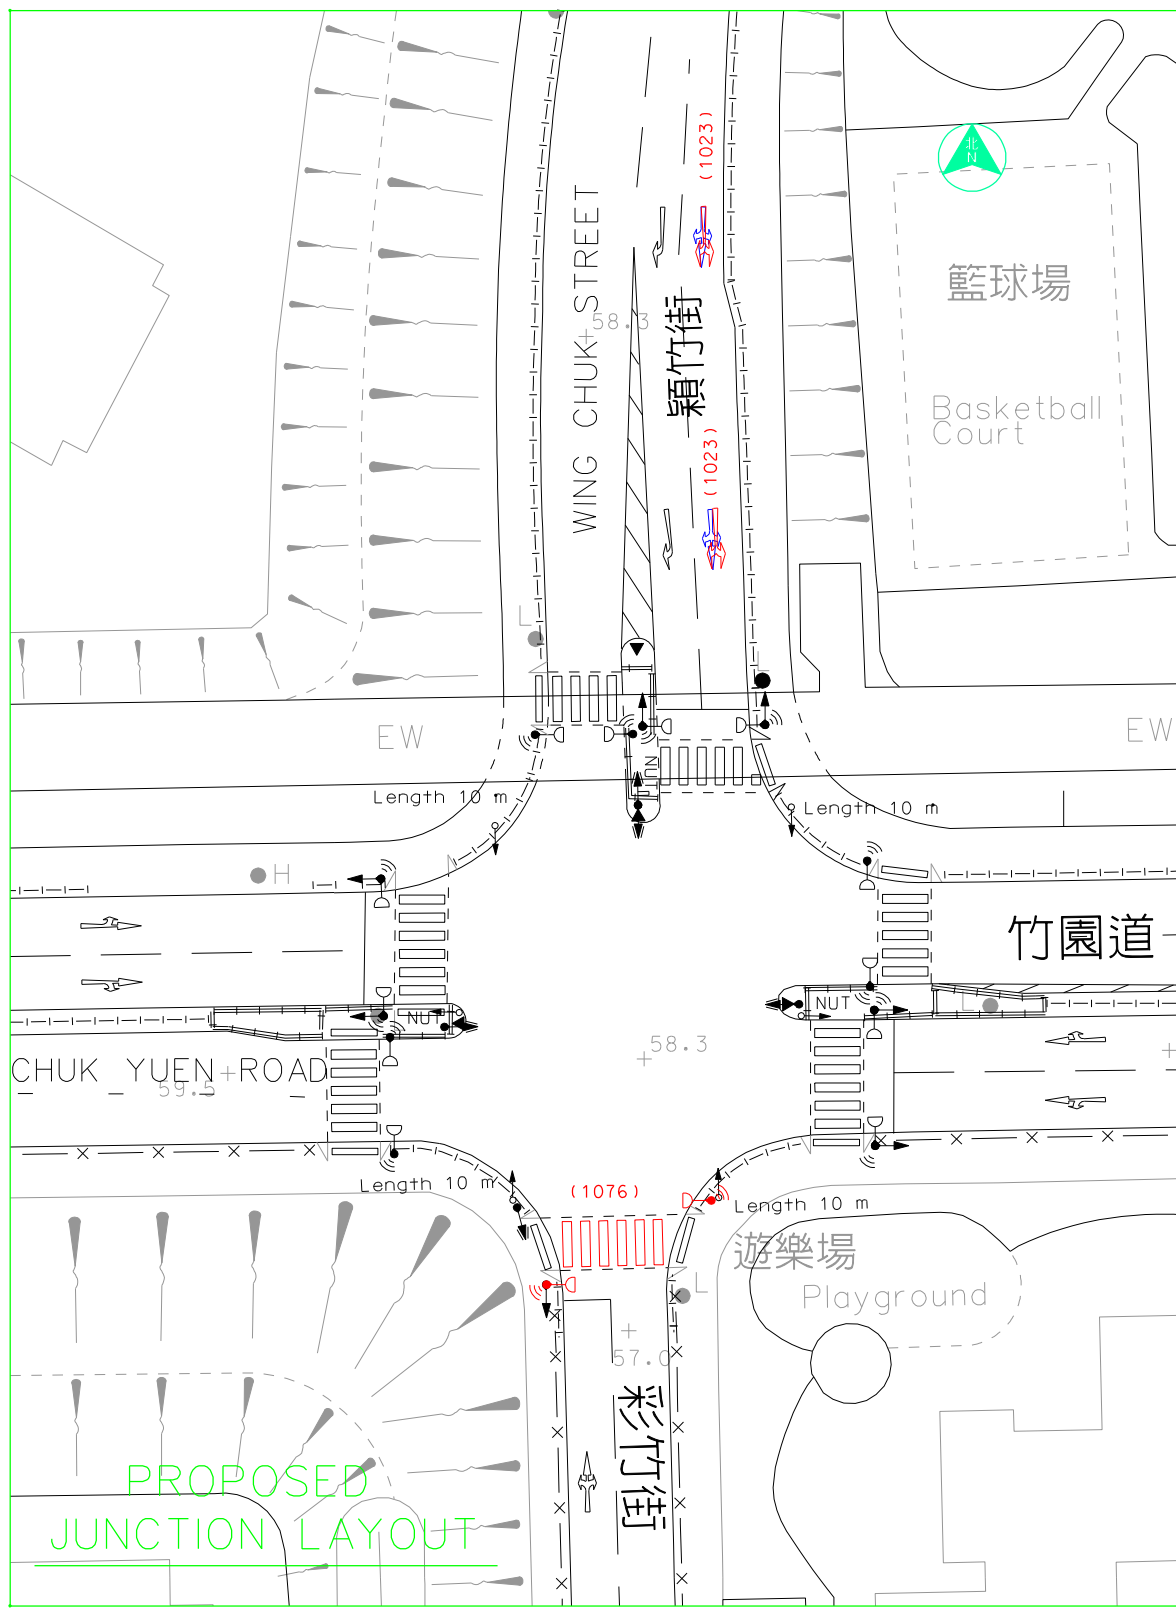 (1023)
北
N
WING CHUK STREET
籃球場
58.3
穎竹街
Basketball
Court
(1023)
L
L
EW
EW
NUT
Length 10 m
Length 10 m
H
竹園道
NUT
NUT
L
58.3
CHUK YUEN ROAD
59.5
Length 10 m
(1076)
Length 10 m
遊樂場
Playground
L
57.0
彩竹街
PROPOSED
JUNCTION LAYOUT